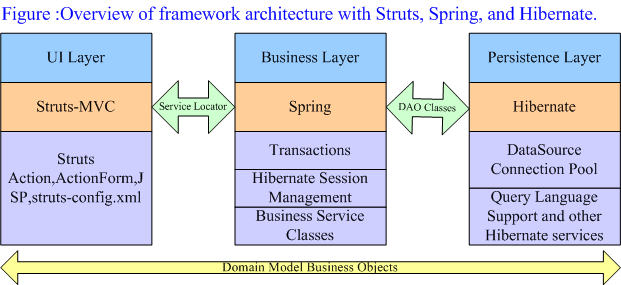 Figure :Overview of framework architecture with Struts, Spring, and Hibernate.
UI Layer
Struts-MVC
Struts
Action,ActionForm,J
SP,struts-config.xml
Service Locator
Business Layer
Spring
Transactions
Hibernate Session
Management
Business Service
Classes
DAO Classes
Persistence Layer
Hibernate
DataSource
Connection Pool
Query Language
Support and other
Hibernate services
Domain Model Business Objects